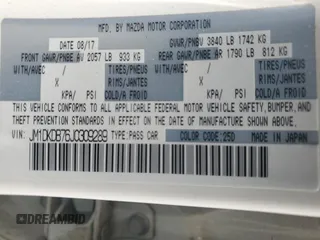 MFD. BY MAZDA MOTOR CORPORATION
DATE 08/17 GVWR/PNBV 3840 LB 1742 KG
FRONT GAWR/PNBE AV 2057 LB 933 KG REAR GAWR/PNBE AR 1790 LB 812 KG
WITH/AVEC / TIRES/PNEUS WITH/AVEC / TIRES/PNEUS
X RIMS/JANTES X RIMS/JANTES
KPA/ PSI COLD/A FROID KPA/ PSI COLD/A FROID
THIS VEHICLE CONFORMS TO ALL APPLICABLE FEDERAL MOTOR VEHICLE SAFETY, BUMPER, AND
THEFT PREVENTION STANDARDS IN EFFECT ON THE DATE OF MANUFACTURE SHOWN ABOVE.
VIN: JM1DKDB76J0309289 TYPE: PASS CAR COLOR CODE:25D MADE IN JAPAN
AUTOBIDMASTER